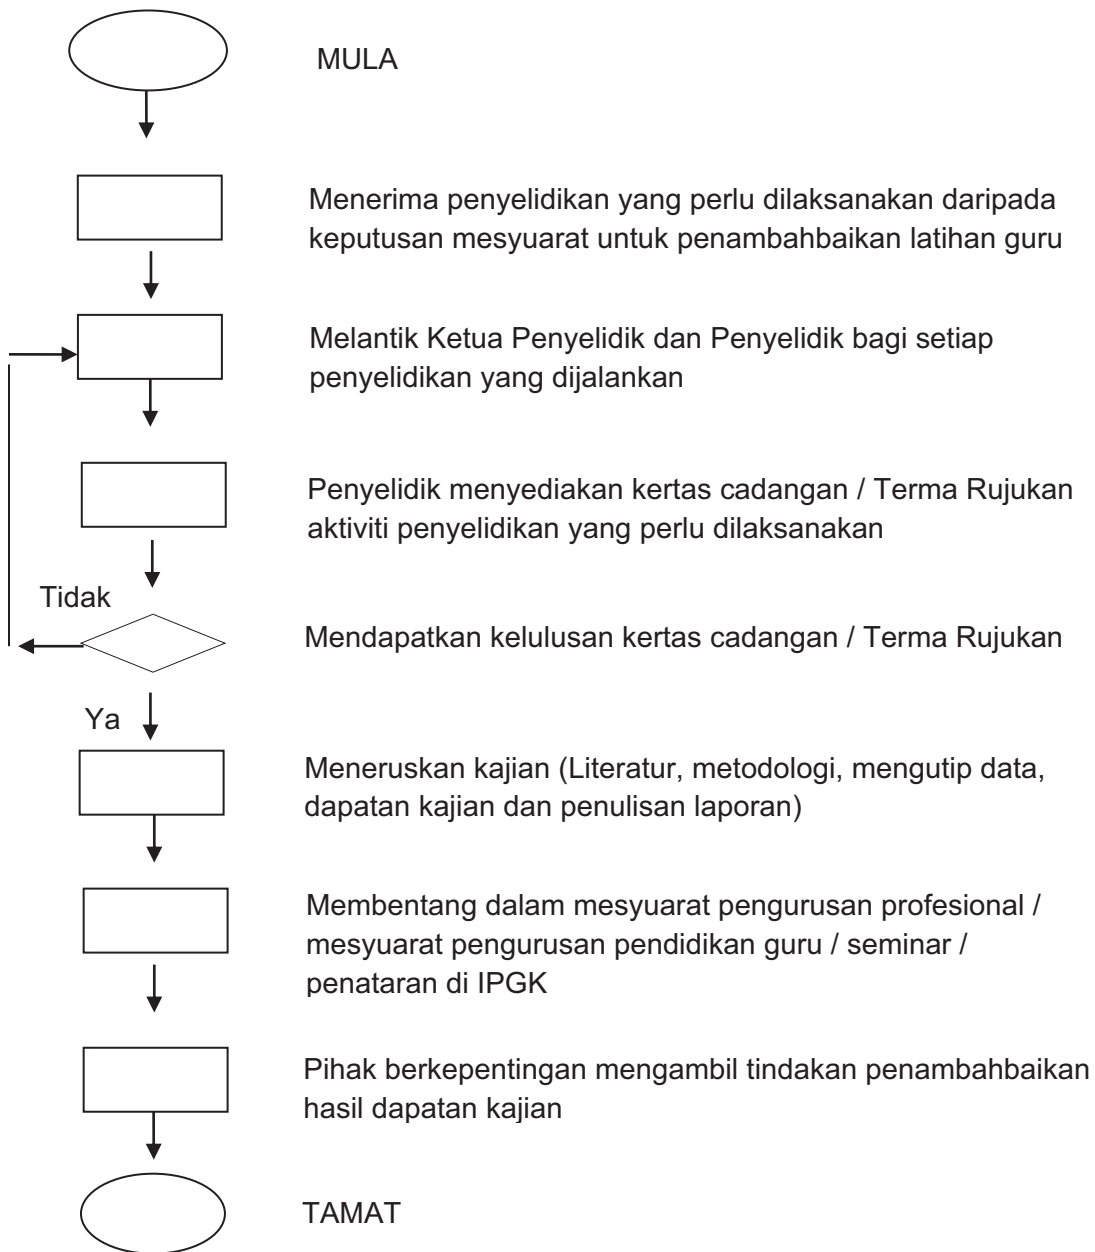 MULA
Menerima penyelidikan yang perlu dilaksanakan daripada
keputusan mesyuarat untuk penambahbaikan latihan guru
Melantik Ketua Penyelidik dan Penyelidik bagi setiap
penyelidikan yang dijalankan
Penyelidik menyediakan kertas cadangan / Terma Rujukan
aktiviti penyelidikan yang perlu dilaksanakan
Tidak
Mendapatkan kelulusan kertas cadangan / Terma Rujukan
Ya
Meneruskan kajian (Literatur, metodologi, mengutip data,
dapatan kajian dan penulisan laporan)
Membentang dalam mesyuarat pengurusan profesional /
mesyuarat pengurusan pendidikan guru / seminar /
penataran di IPGK
Pihak berkepentingan mengambil tindakan penambahbaikan
hasil dapatan kajian
TAMAT